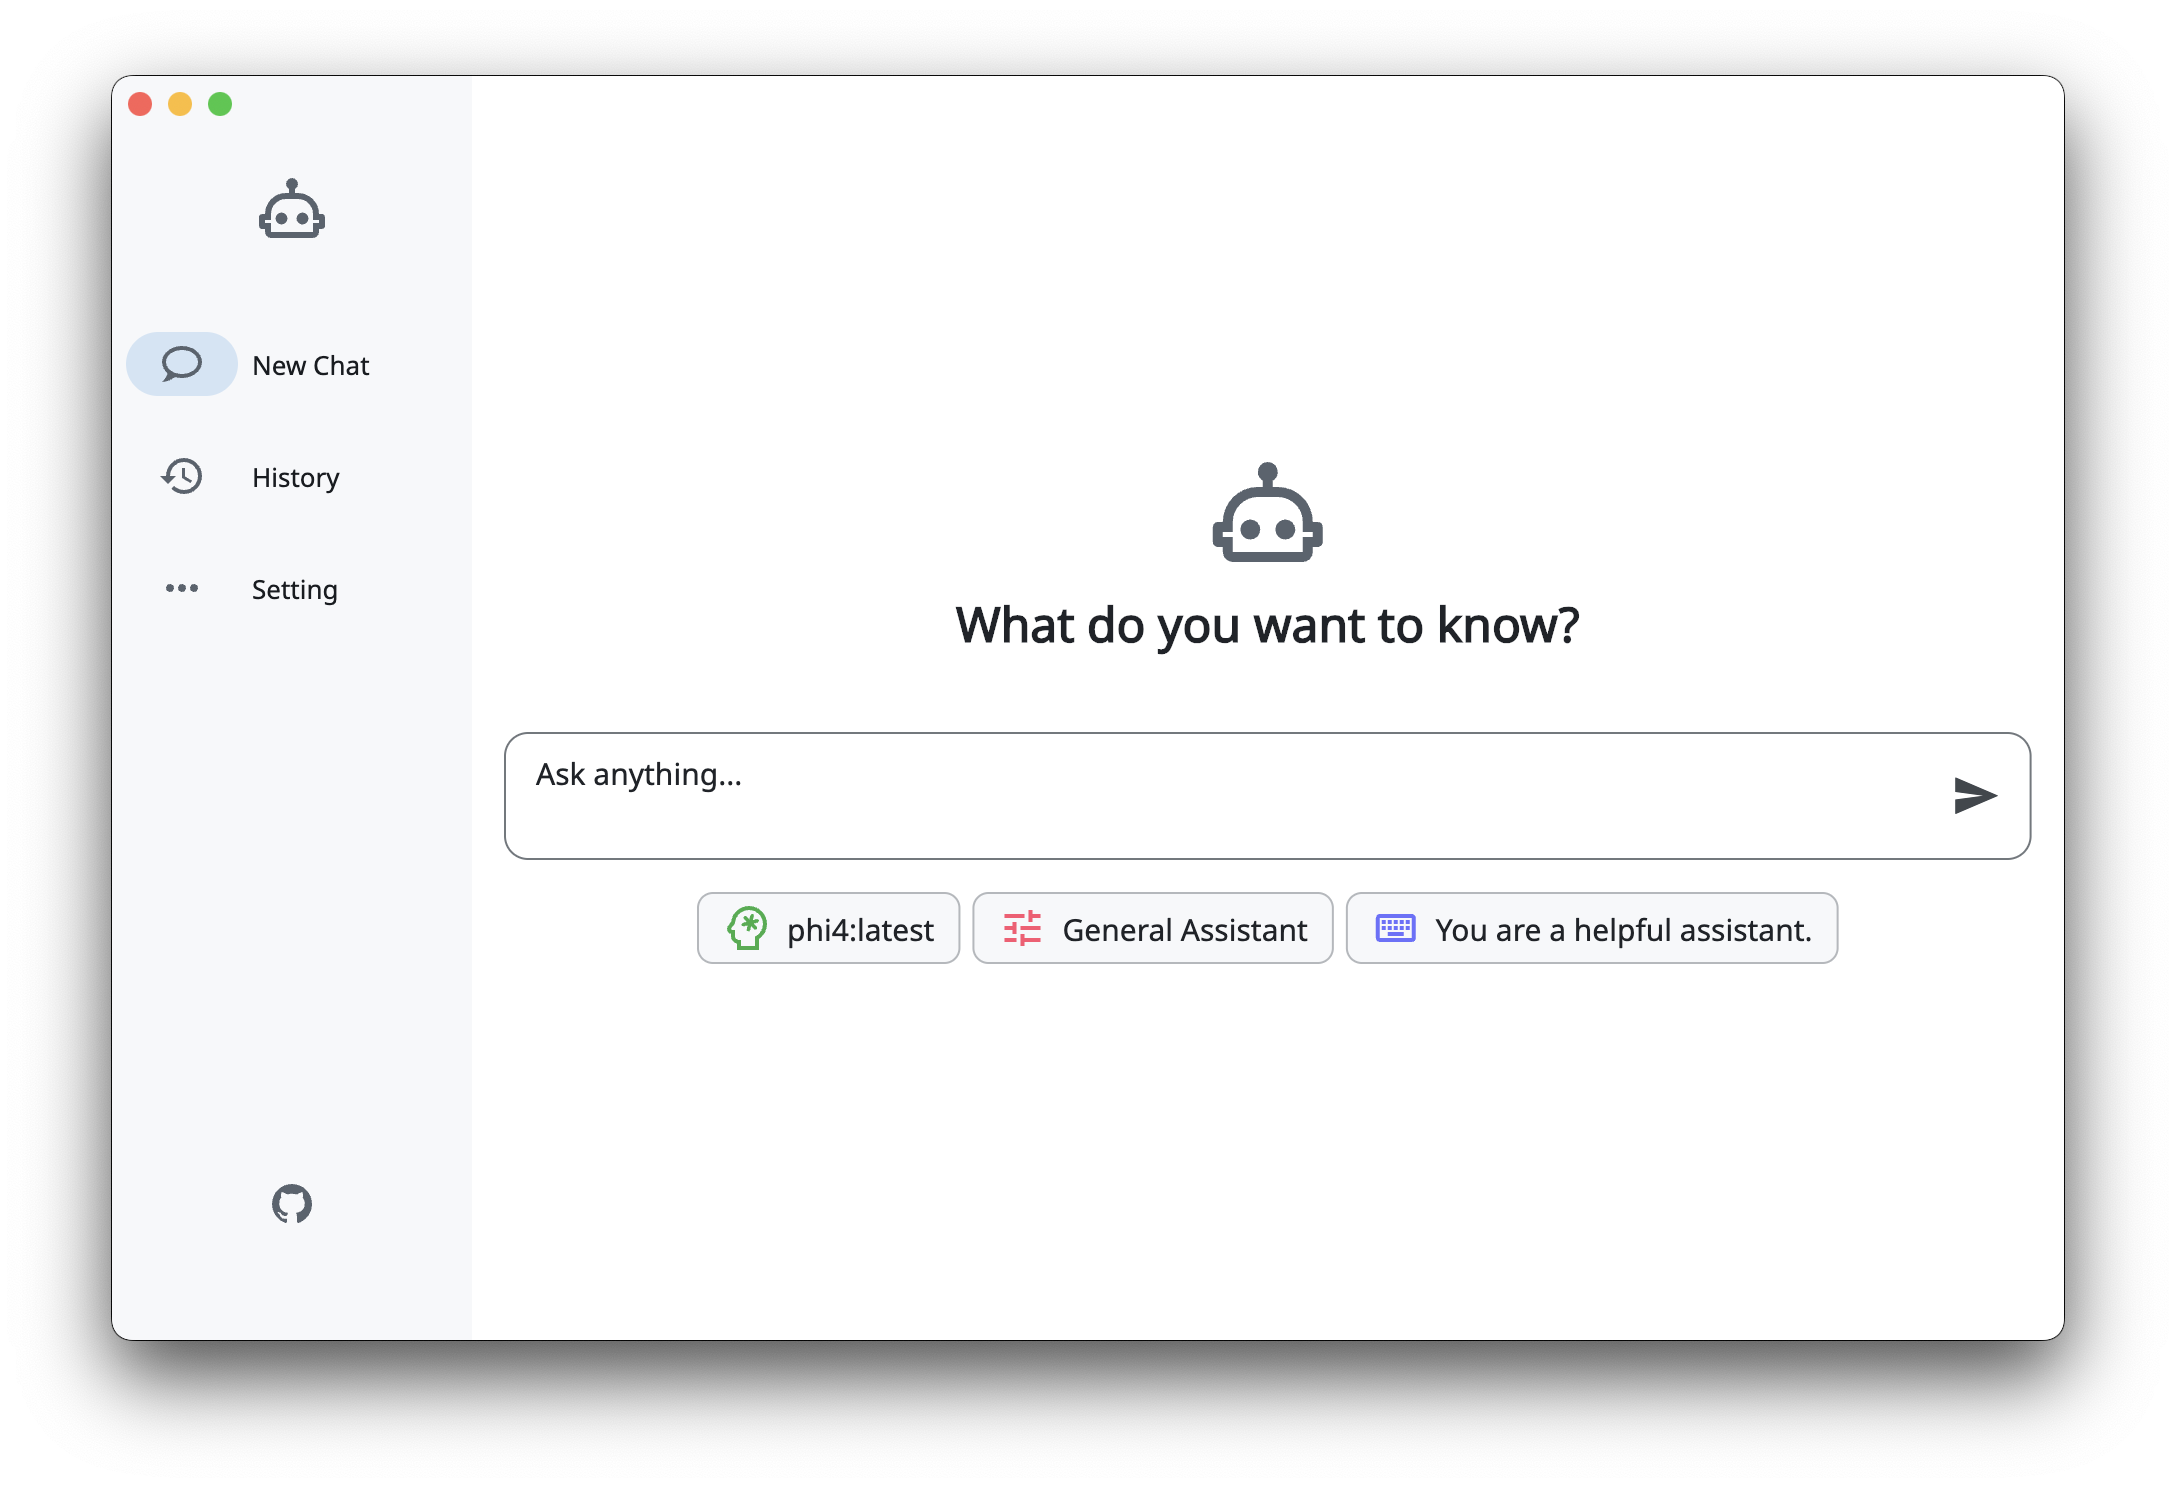 New Chat
History
Setting
What do you want to know?
Ask anything...
phi4:latest
General Assistant
You are a helpful assistant.